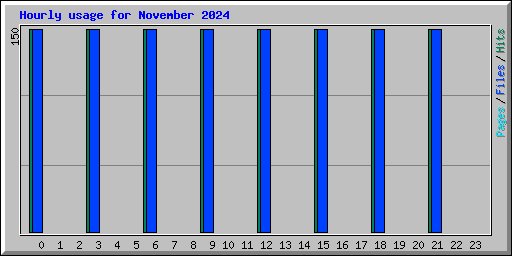 Hourly usage for November 2024
150
Pages/Files/Hits
0 1 2 3 4 5 6 7 8 9 10 11 12 13 14 15 16 17 18 19 20 21 22 23